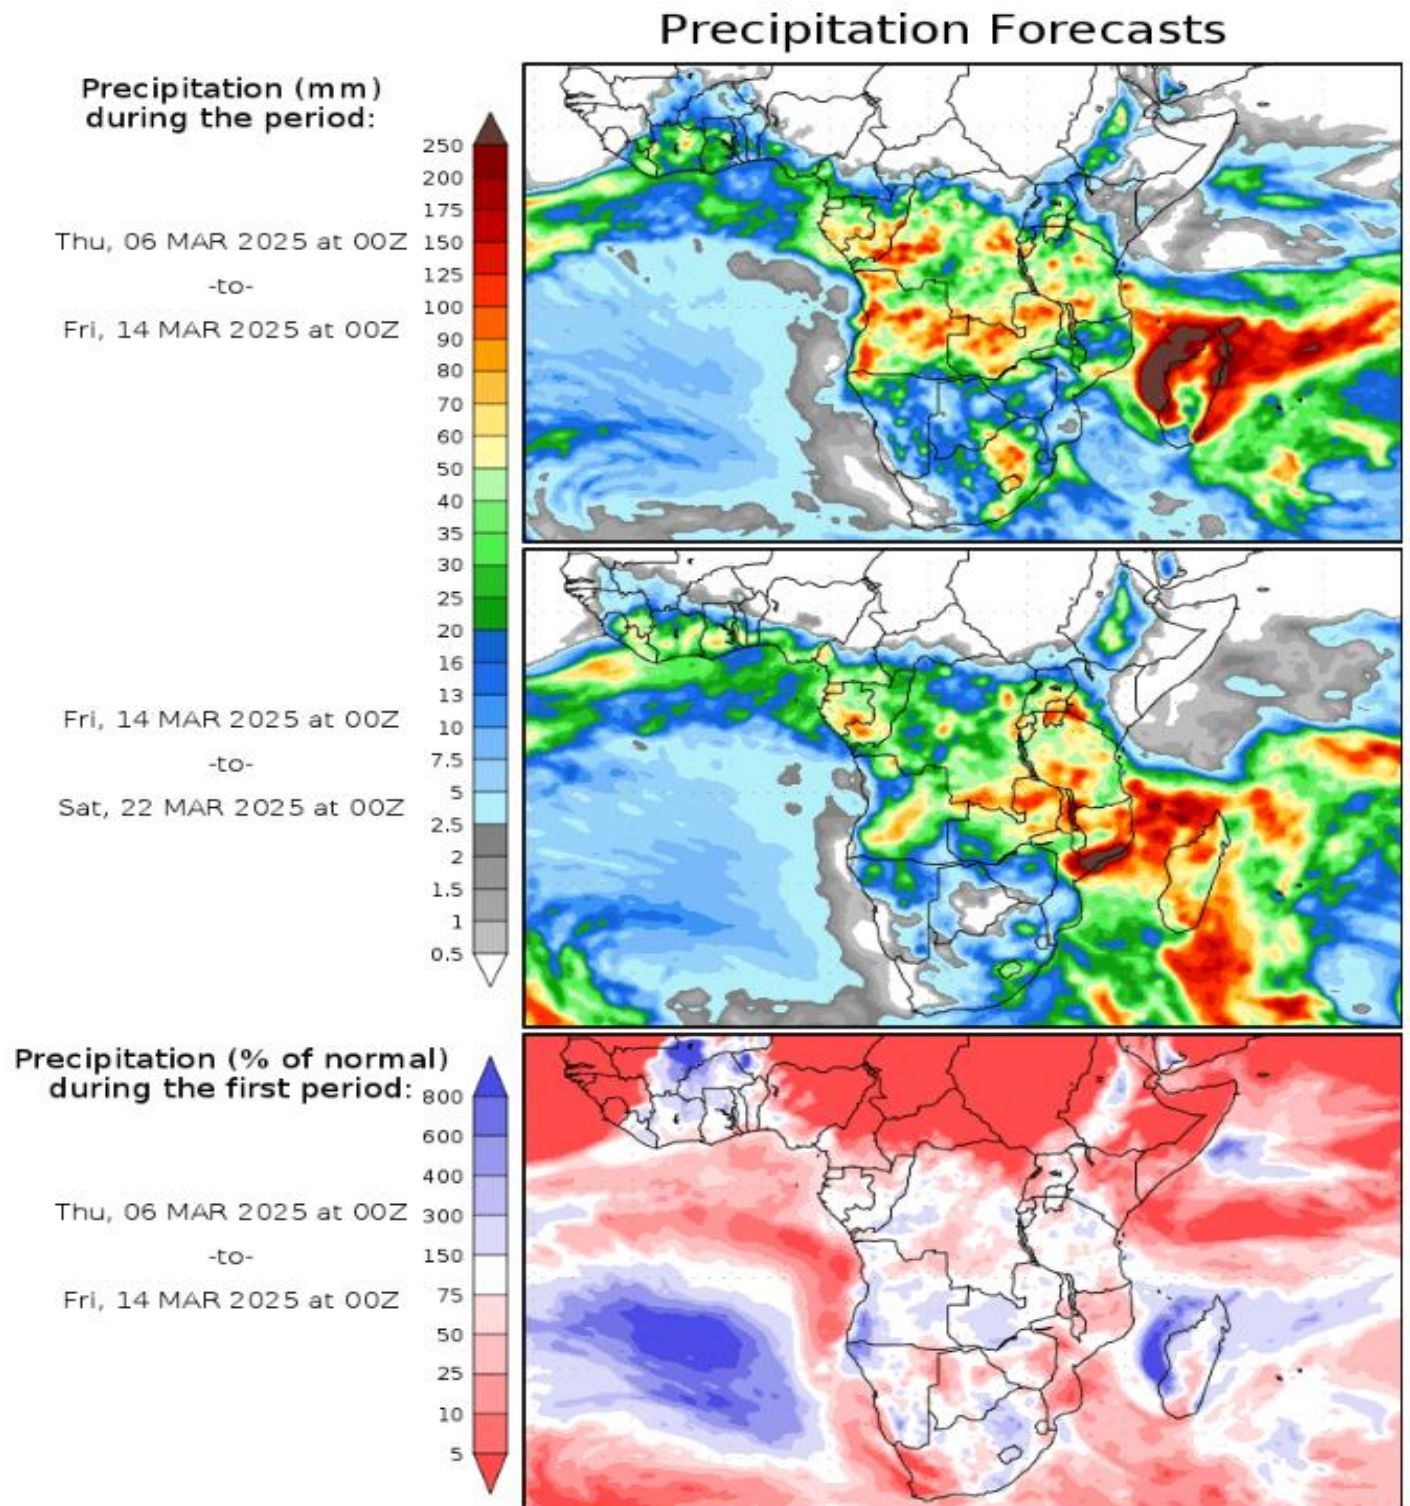 Precipitation Forecasts
Precipitation (mm)
during the period:
250
200
175
150
125
100
90
80
70
60
50
40
35
30
25
20
16
13
10
7.5
5
2.5
2
1.5
1
0.5
Thu, 06 MAR 2025 at 00Z
-to-
Fri, 14 MAR 2025 at 00Z
Fri, 14 MAR 2025 at 00Z
-to-
Sat, 22 MAR 2025 at 00Z
Precipitation (% of normal)
during the first period:
800
600
400
300
150
75
50
25
10
5
Thu, 06 MAR 2025 at 00Z
-to-
Fri, 14 MAR 2025 at 00Z